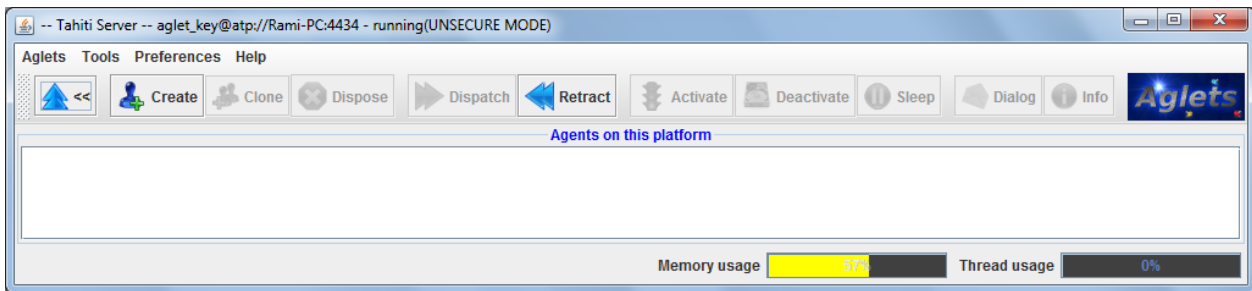 -- Tahiti Server -- aglet_key@atp://Rami-PC:4434 - running(UNSECURE MODE)
Aglets Tools Preferences Help
<< Create Clone Dispose Dispatch Retract Activate Deactivate Sleep Dialog Info Aglets
Agents on this platform
Memory usage 57% Thread usage 0%